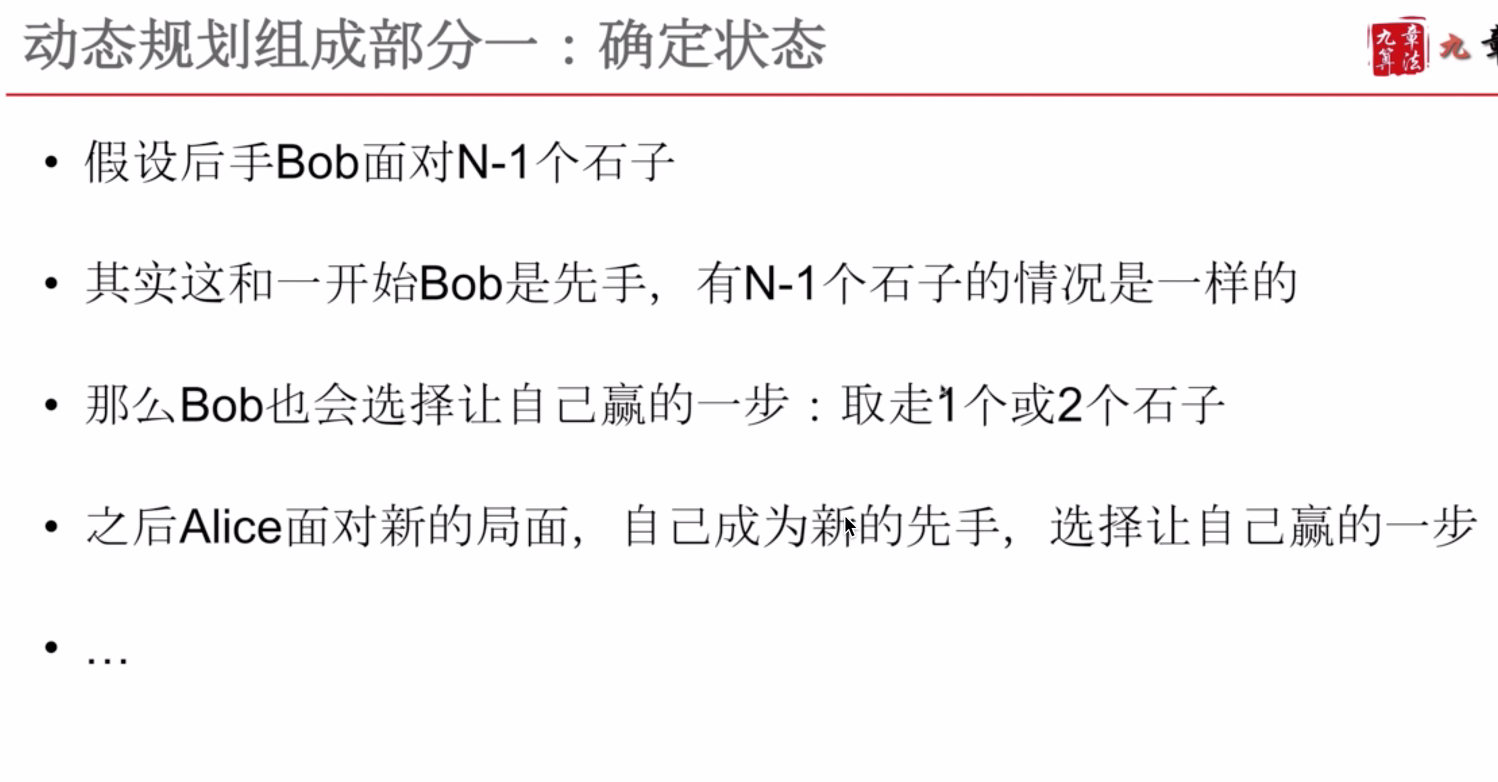 动态规划组成部分一：确定状态
九章算法
九章
• 假设后手Bob面对N-1个石子
• 其实这和一开始Bob是先手，有N-1个石子的情况是一样的
• 那么Bob也会选择让自己赢的一步：取走1个或2个石子
• 之后Alice面对新的局面，自己成为新的先手，选择让自己赢的一步
• …